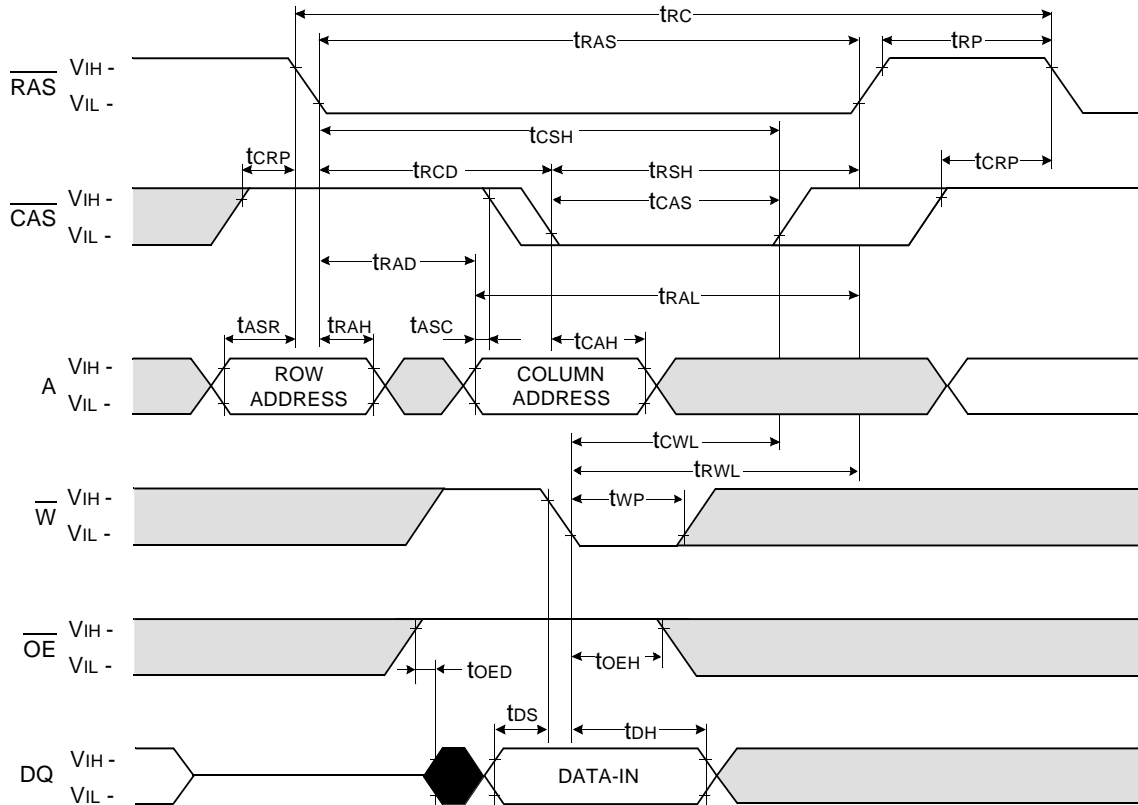 tRC
tRAS tRP
RAS VIH -
VIL -
tCSH
tCRP tRCD tRSH tCRP
CAS VIH -
VIL -
tCAS
tRAD
tRAL
tASR tRAH tASC tCAH
A VIH -
VIL -
ROW
ADDRESS
COLUMN
ADDRESS
tCWL
tRWL
W VIH -
VIL -
tWP
OE VIH -
VIL -
tOED tOEH
tDS tDH
DQ VIH -
VIL -
DATA-IN